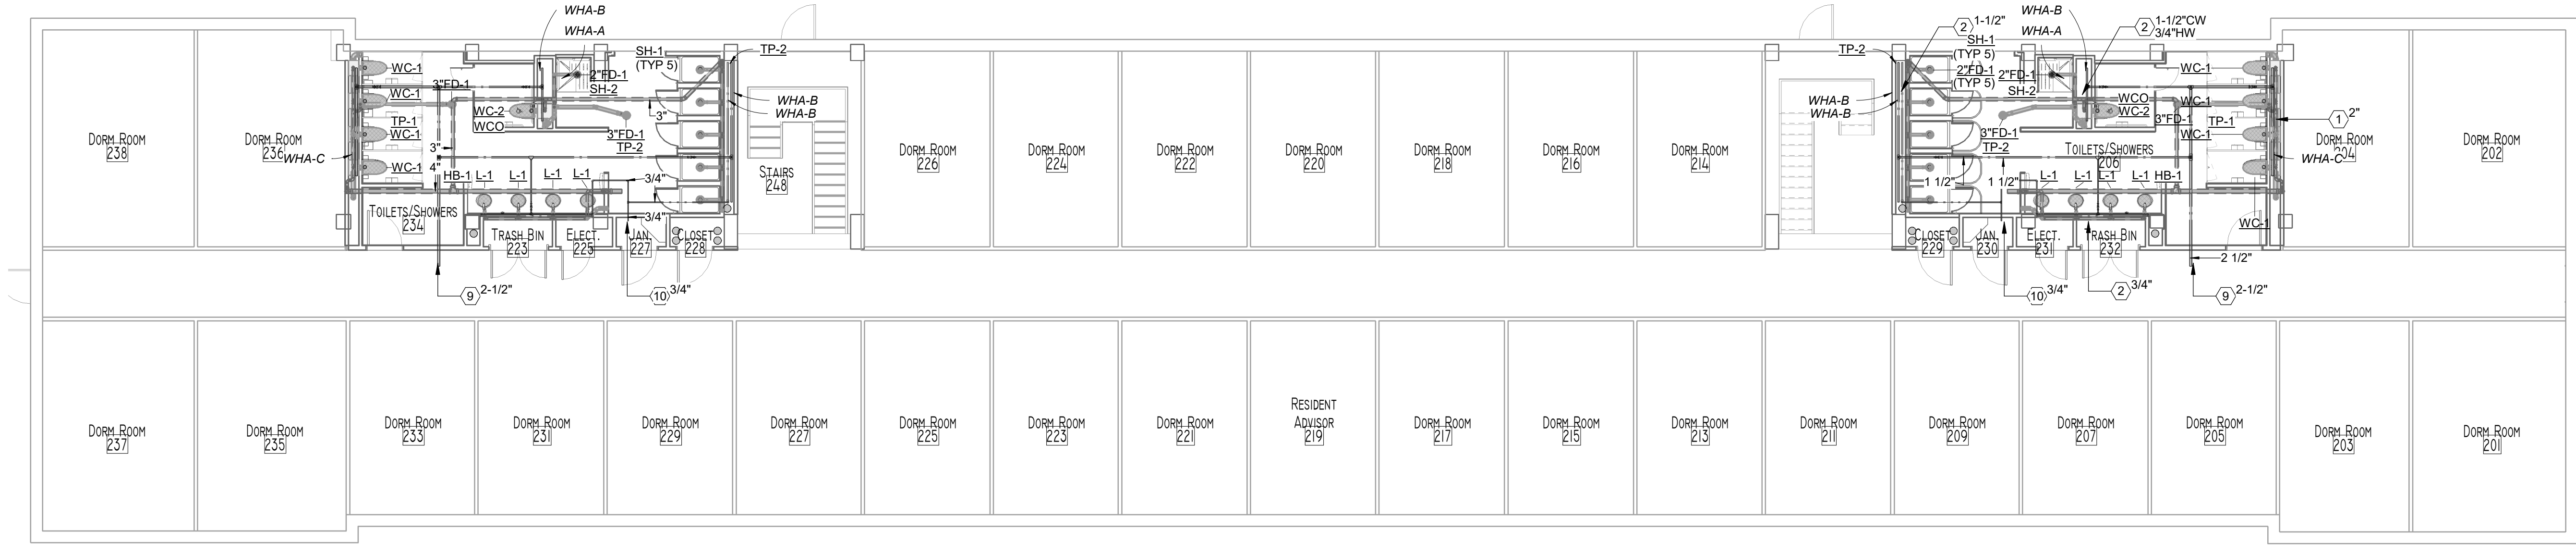 WHA-B
WHA-A
SH-1
(TYP 5)
TP-2
WC-1
3"FD-1
2"FD-1
SH-2
WC-1
WC-2
WCO
WHA-B
WHA-B
3"
TP-1
WC-1
3"FD-1
TP-2
3"
4"
WC-1
HB-1
L-1
L-1
L-1
L-1
3/4"
3/4"
WHA-C
DORM ROOM
238
DORM ROOM
236
TOILETS/SHOWERS
234
TRASH BIN
223
ELECT.
225
JAN.
227
CLOSET
228
STAIRS
248
9 2-1/2"
10 3/4"
DORM ROOM
226
DORM ROOM
224
DORM ROOM
222
DORM ROOM
220
DORM ROOM
218
DORM ROOM
216
DORM ROOM
214
TP-2
2 1-1/2"
SH-1
(TYP 5)
2"FD-1
(TYP 5)
WHA-B
WHA-A
2 1-1/2"CW
3/4"HW
2"FD-1
SH-2
WHA-B
WHA-B
WC-1
WCO
WC-2
WC-1
3"FD-1
3"FD-1
TP-1
TP-2
WC-1
TOILETS/SHOWERS
206
1 2"
WHA-C
1 1/2"
1 1/2"
L-1
L-1
L-1
L-1
HB-1
WC-1
DORM ROOM
204
DORM ROOM
202
CLOSET
229
JAN.
230
ELECT.
231
TRASH BIN
232
2 1/2"
10 3/4"
2 3/4"
9 2-1/2"
DORM ROOM
237
DORM ROOM
235
DORM ROOM
233
DORM ROOM
231
DORM ROOM
229
DORM ROOM
227
DORM ROOM
225
DORM ROOM
223
DORM ROOM
221
RESIDENT
ADVISOR
219
DORM ROOM
217
DORM ROOM
215
DORM ROOM
213
DORM ROOM
211
DORM ROOM
209
DORM ROOM
207
DORM ROOM
205
DORM ROOM
203
DORM ROOM
201